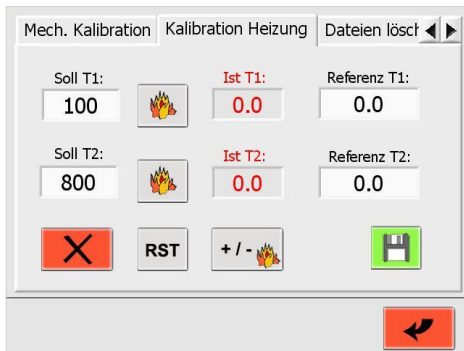 Mech. Kalibration Kalibration Heizung Dateien lösch
Soll T1: Ist T1: Referenz T1:
100 0.0 0.0
Soll T2: Ist T2: Referenz T2:
800 0.0 0.0
RST + / -